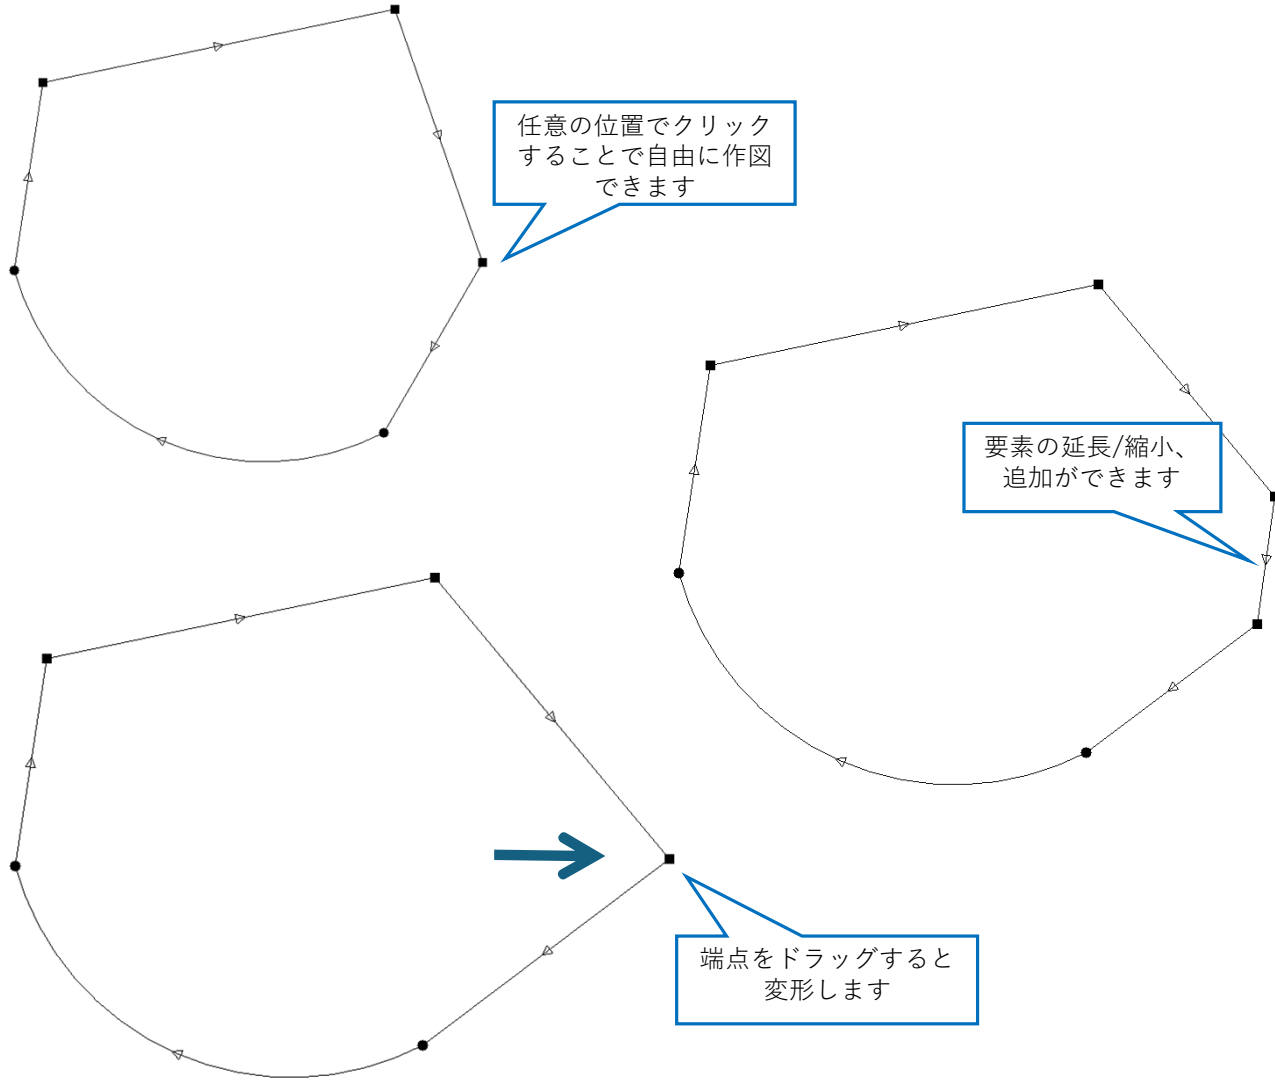 任意の位置でクリック
することで自由に作図
できます
要素の延長/縮小、
追加ができます
端点をドラッグすると
変形します